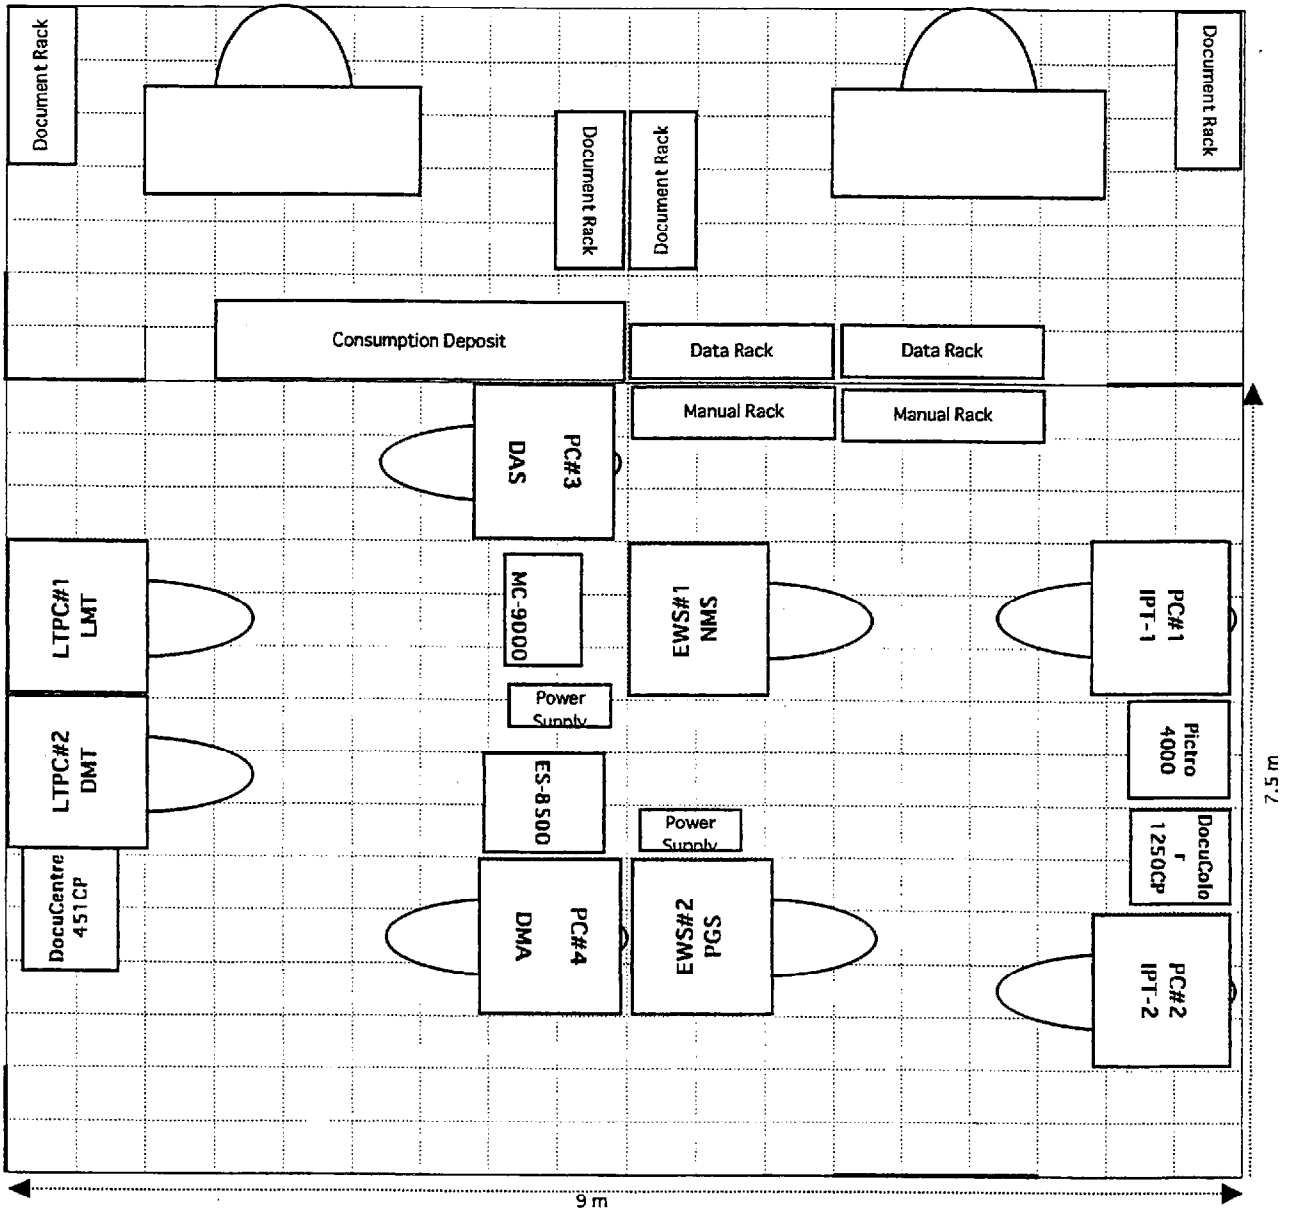 Document Rack
Document Rack
Document Rack
Document Rack
Consumption Deposit
Data Rack
Data Rack
Manual Rack
Manual Rack
PC#3
DAS
LTPC#1
LMT
MC-9000
EWS#1
NMS
PC#1
IPT-1
Power
Supply
Pictro
4000
LTPC#2
DMT
ES-8500
Power
Supply
DocuColo
r
1250CP
7.5 m
DocuCentre
451CP
PC#4
DMA
EWS#2
PGS
PC#2
IPT-2
9 m